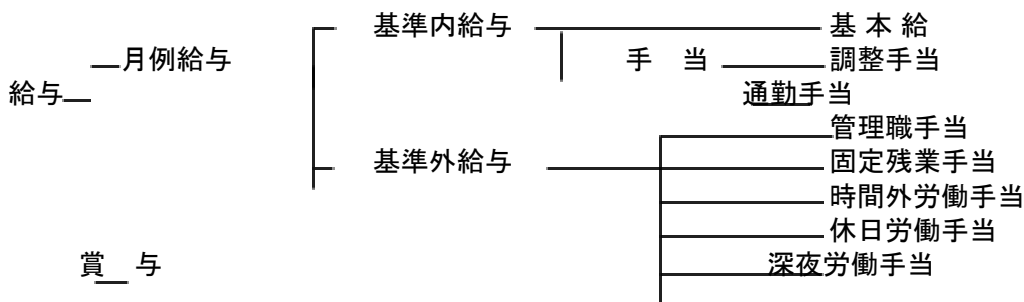 基準内給与 基 本 給
月例給与 手 当 調整手当
給与 通勤手当
管理職手当
基準外給与 固定残業手当
時間外労働手当
休日労働手当
賞 与 深夜労働手当